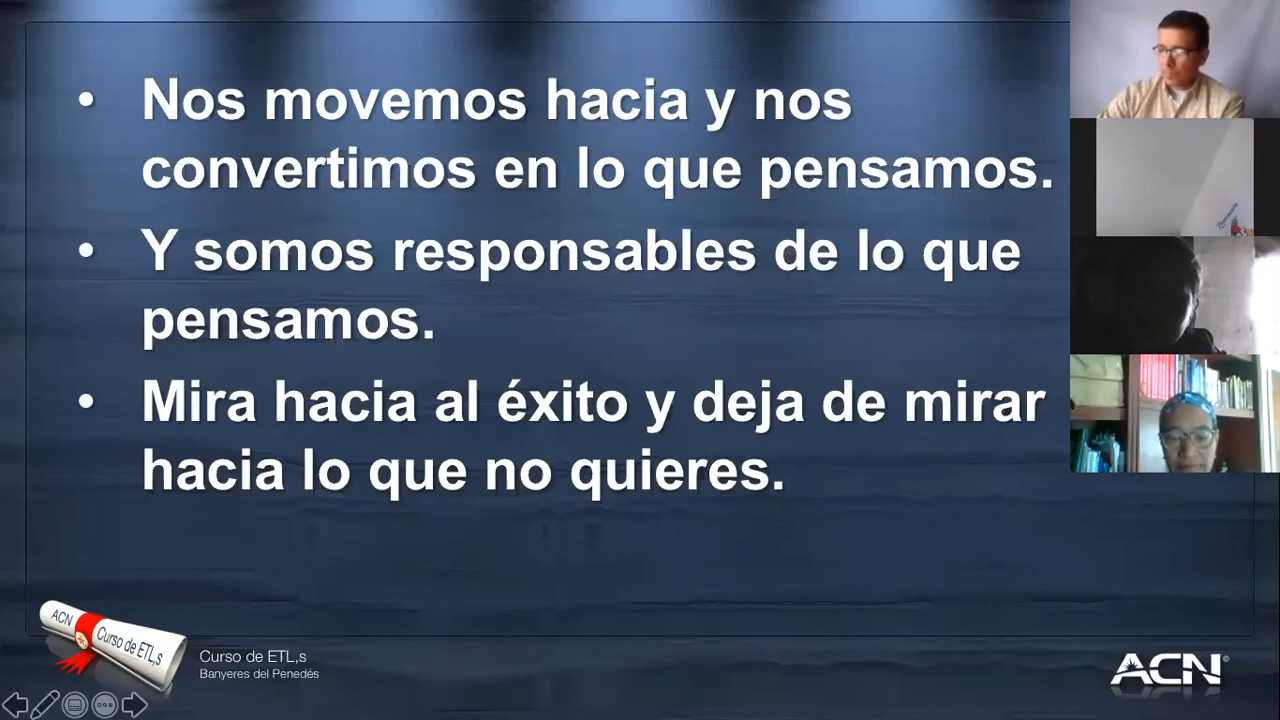 • Nos movemos hacia y nos
convertimos en lo que pensamos.
• Y somos responsables de lo que
pensamos.
• Mira hacia al éxito y deja de mirar
hacia lo que no quieres.
ACN
Curso de ETL,s
Curso de ETL,s
Banyeres del Penedés
ACN